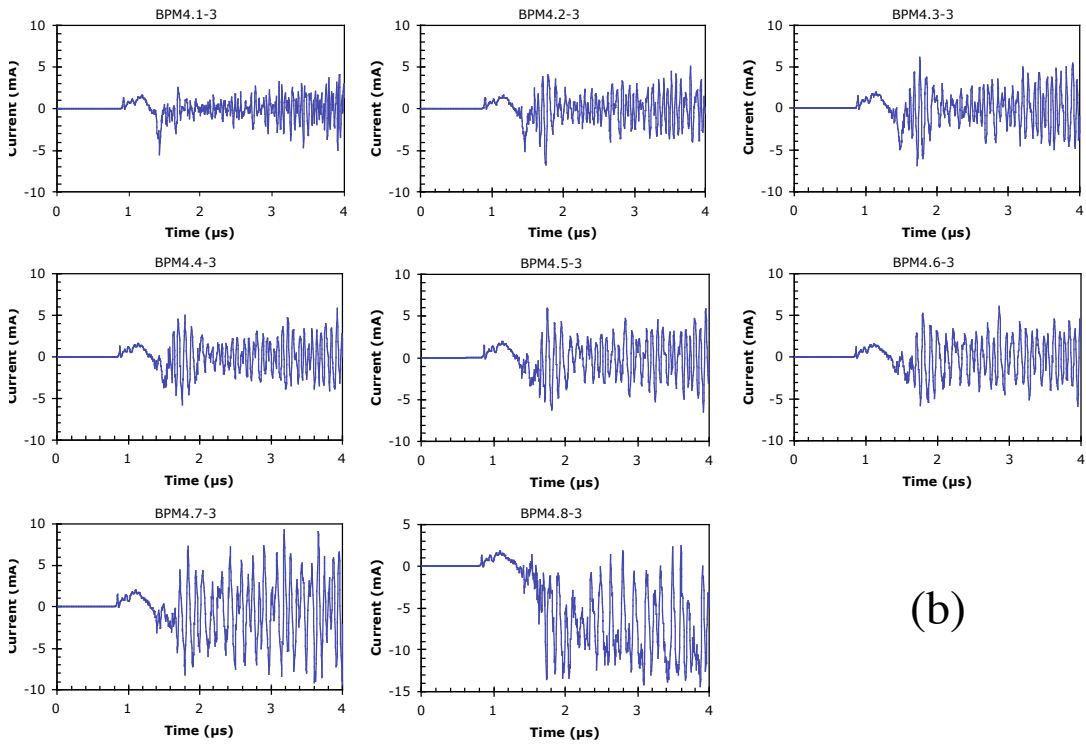 BPM4.1-3
10
5
0
-5
-10
Current (mA)
0 1 2 3 4
Time (µs)
BPM4.2-3
10
5
0
-5
-10
Current (mA)
0 1 2 3 4
Time (µs)
BPM4.3-3
10
5
0
-5
-10
Current (mA)
0 1 2 3 4
Time (µs)
BPM4.4-3
10
5
0
-5
-10
Current (mA)
0 1 2 3 4
Time (µs)
BPM4.5-3
10
5
0
-5
-10
Current (mA)
0 1 2 3 4
Time (µs)
BPM4.6-3
10
5
0
-5
-10
Current (mA)
0 1 2 3 4
Time (µs)
BPM4.7-3
10
5
0
-5
-10
Current (mA)
0 1 2 3 4
Time (µs)
BPM4.8-3
5
0
-5
-10
-15
Current (mA)
0 1 2 3 4
Time (µs)
(b)